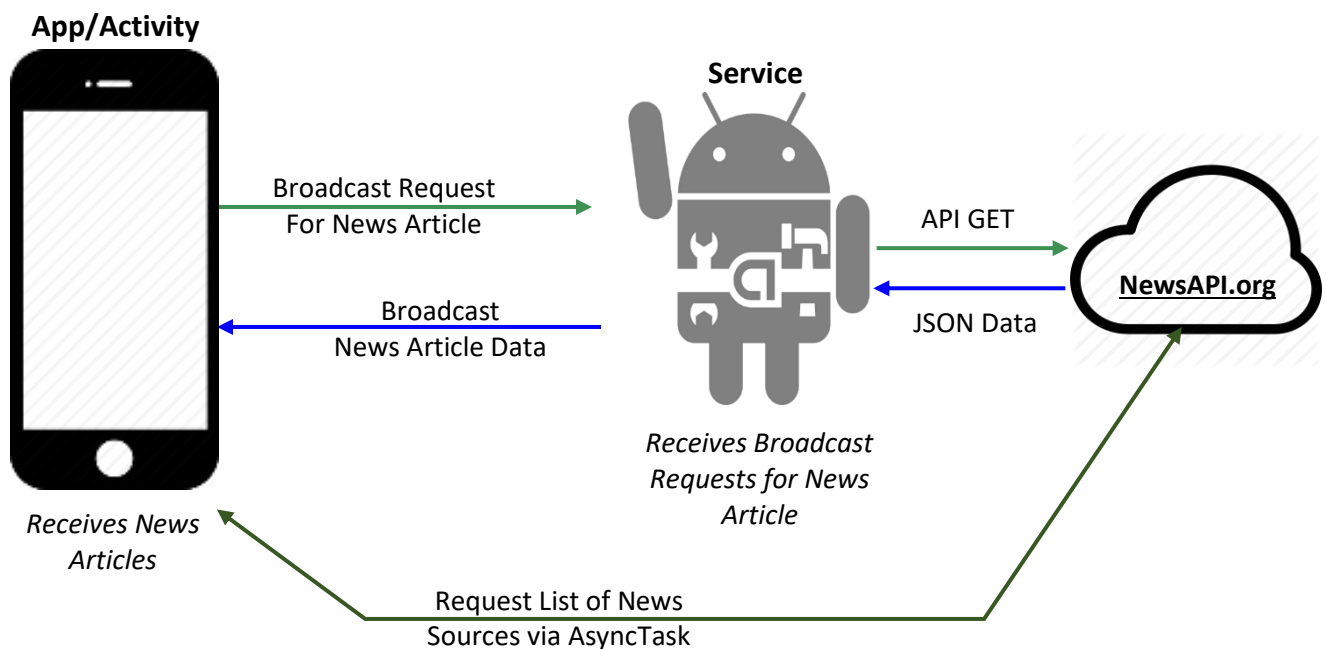 App/Activity
Service
Broadcast Request
For News Article
API GET
NewsAPI.org
Broadcast
News Article Data
JSON Data
Receives Broadcast
Requests for News
Article
Receives News
Articles
Request List of News
Sources via AsyncTask